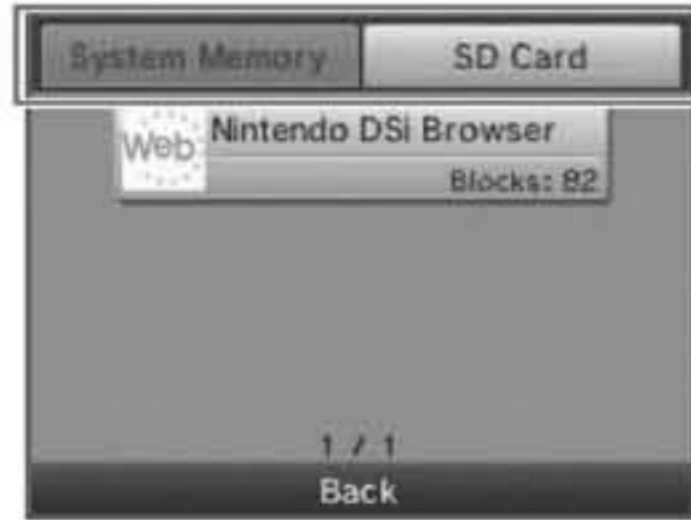 System Memory SD Card
Web Nintendo DSi Browser
Blocks: 82
1 / 1
Back